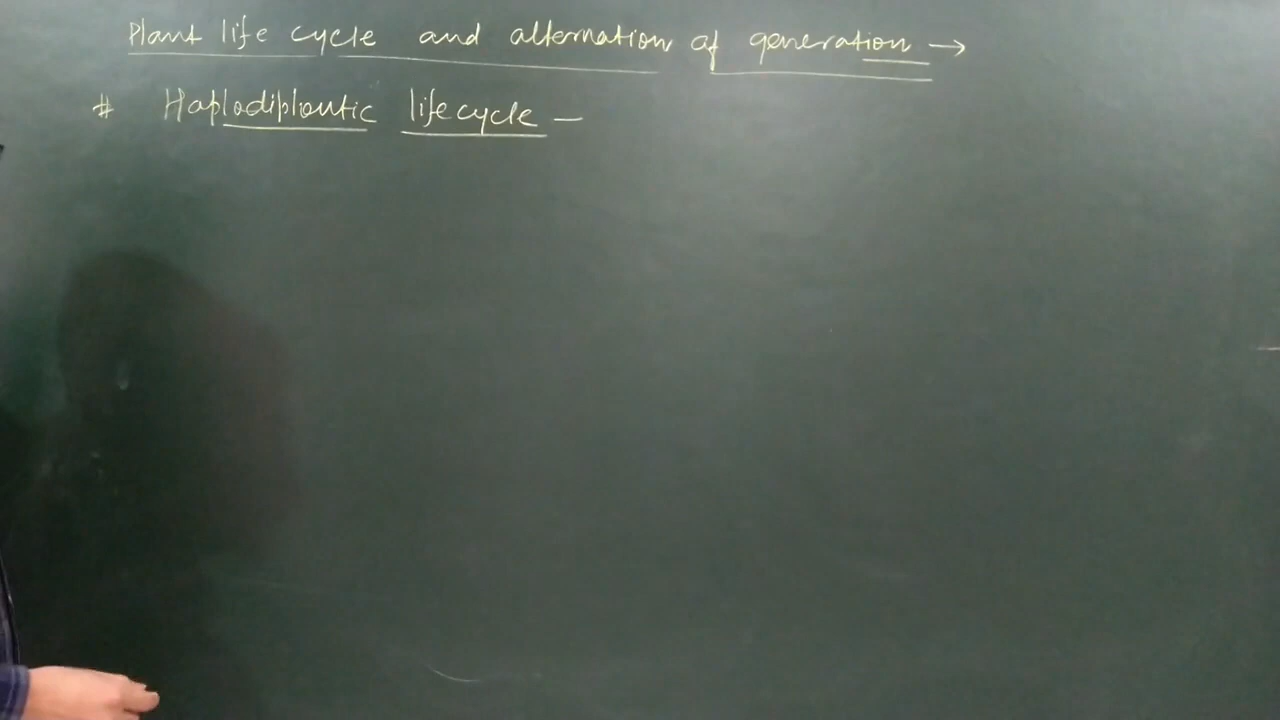 Plant life cycle and alternation of generation →
# Haplodiplontic lifecycle –